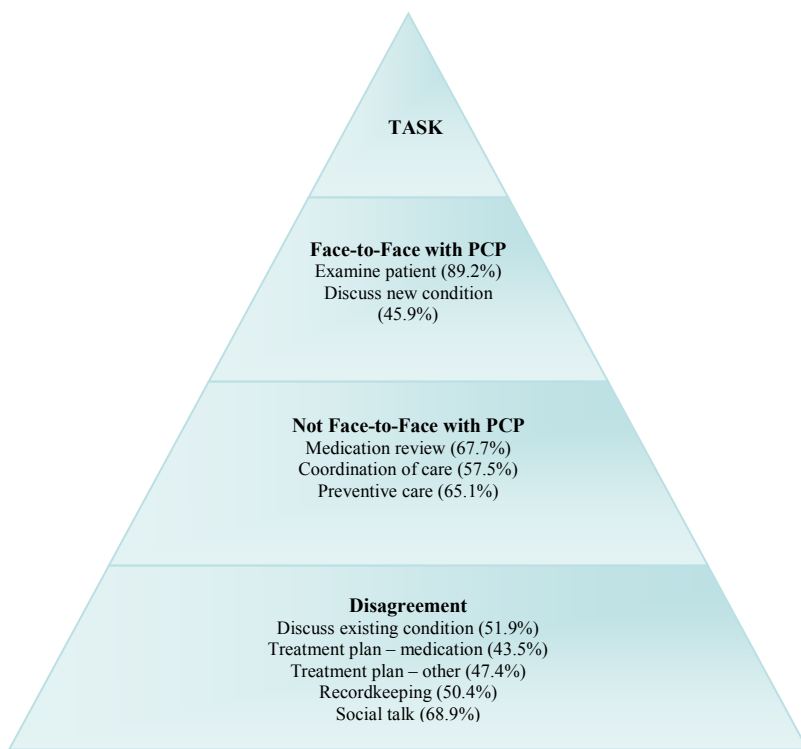 TASK
Face-to-Face with PCP
Examine patient (89.2%)
Discuss new condition
(45.9%)
Not Face-to-Face with PCP
Medication review (67.7%)
Coordination of care (57.5%)
Preventive care (65.1%)
Disagreement
Discuss existing condition (51.9%)
Treatment plan – medication (43.5%)
Treatment plan – other (47.4%)
Recordkeeping (50.4%)
Social talk (68.9%)